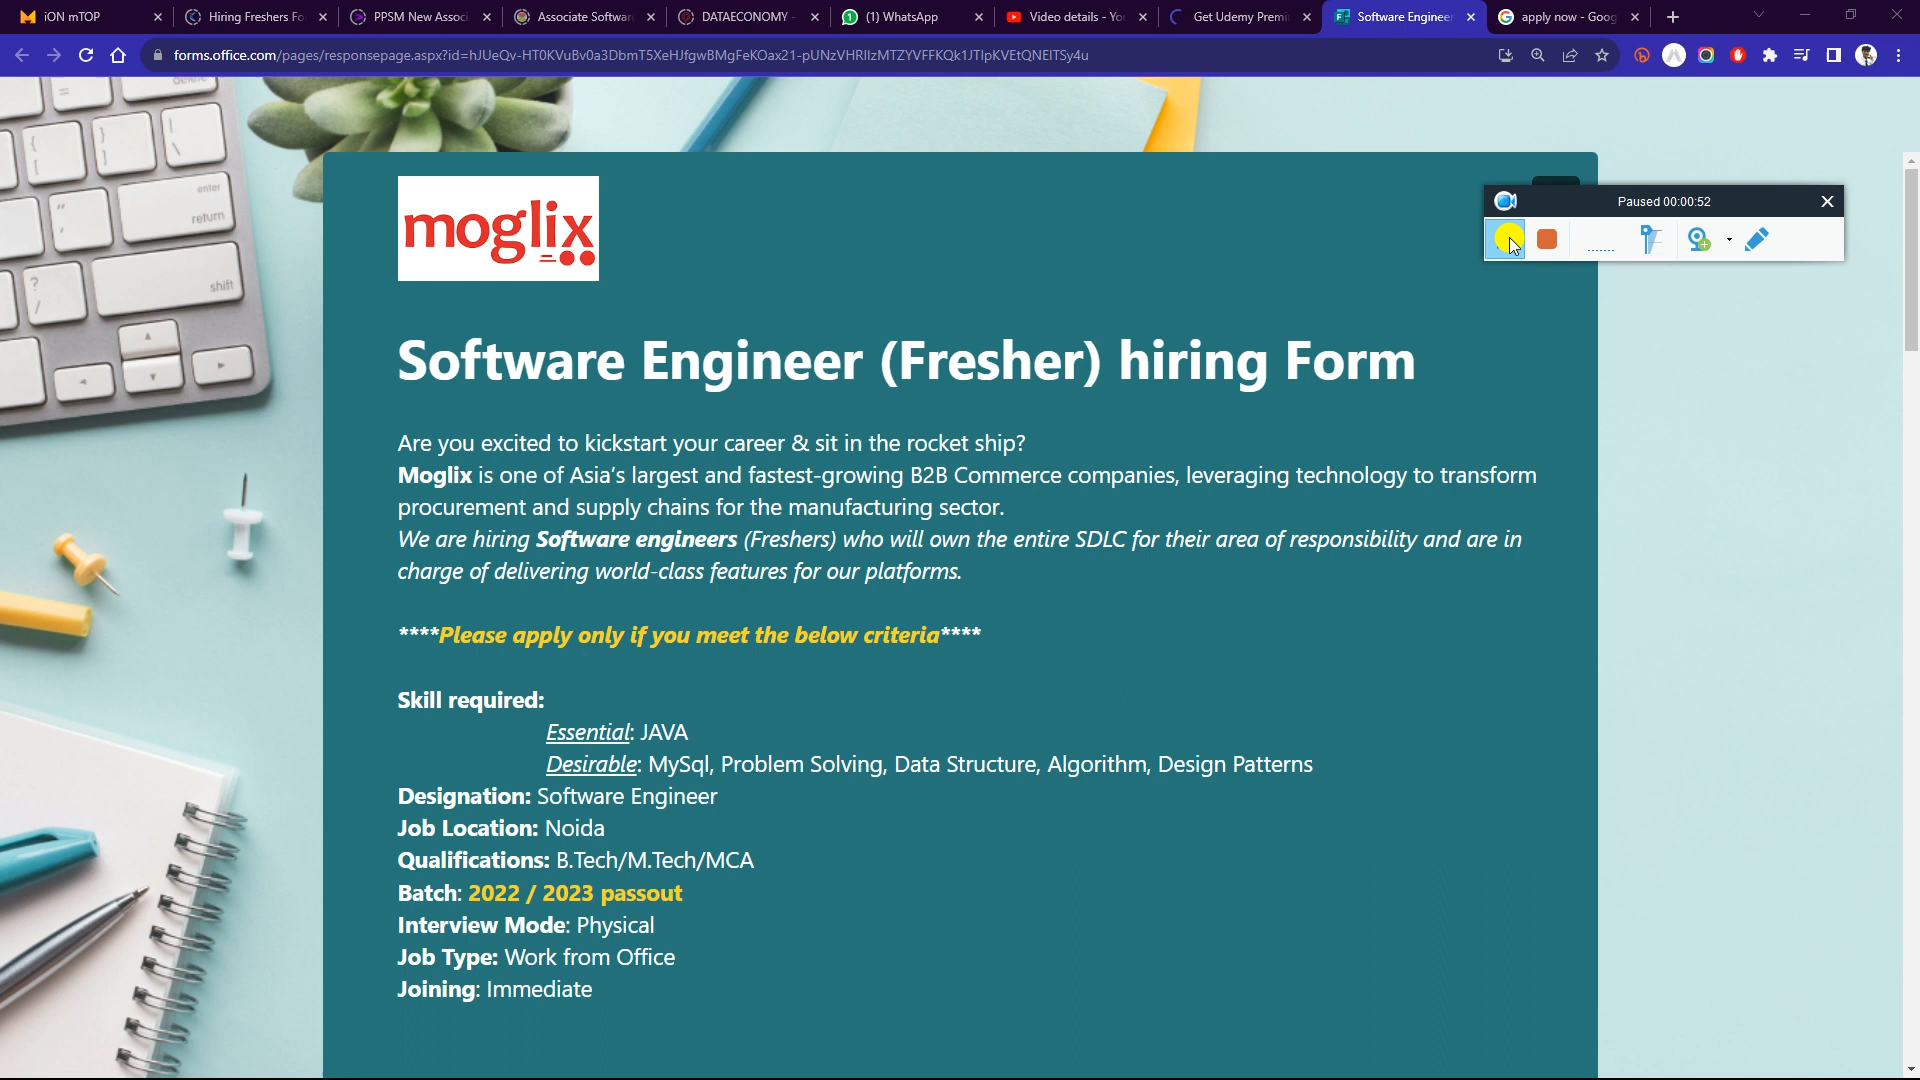 iON mTOP
Hiring Freshers Fo
PPSM New Associ
Associate Softwar
DATAECONOMY -
(1) WhatsApp
Video details - Yo
Get Udemy Premi
Software Enginee
apply now - Goog
forms.office.com/pages/responsepage.aspx?id=hJUeQv-HT0KVuBv0a3DbmT5XeHJfgwBMgFeKOax21-pUNzVHRIlzMTZYVFFKQk1JTlpKVEtQNElTSy4u
delete
enter
return
shift
moglix
Paused 00:00:52
Software Engineer (Fresher) hiring Form
Are you excited to kickstart your career & sit in the rocket ship?
Moglix is one of Asia's largest and fastest-growing B2B Commerce companies, leveraging technology to transform
procurement and supply chains for the manufacturing sector.
We are hiring Software engineers (Freshers) who will own the entire SDLC for their area of responsibility and are in
charge of delivering world-class features for our platforms.
****Please apply only if you meet the below criteria****
Skill required:
Essential: JAVA
Desirable: MySql, Problem Solving, Data Structure, Algorithm, Design Patterns
Designation: Software Engineer
Job Location: Noida
Qualifications: B.Tech/M.Tech/MCA
Batch: 2022 / 2023 passout
Interview Mode: Physical
Job Type: Work from Office
Joining: Immediate